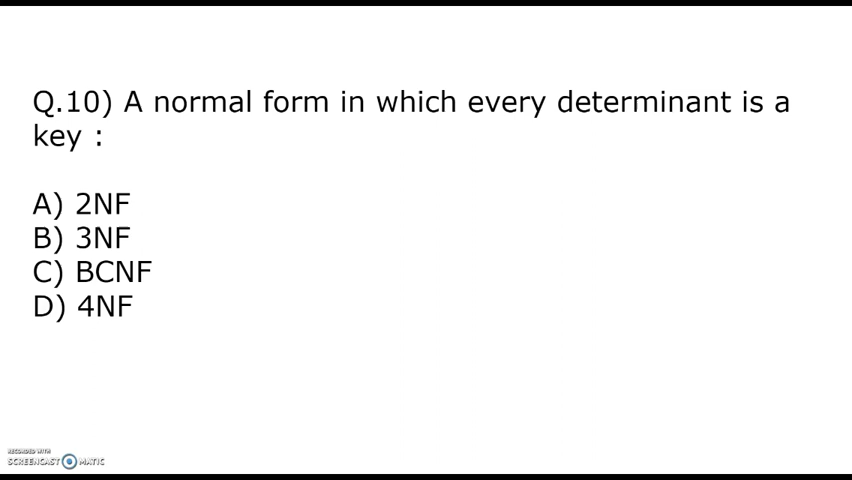 Q.10) A normal form in which every determinant is a
key :
A) 2NF
B) 3NF
C) BCNF
D) 4NF
RECORDED WITH
SCREENCAST MATIC